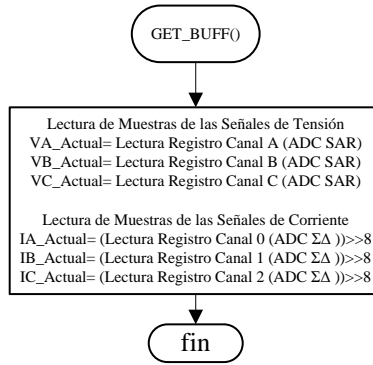 GET_BUFF()
Lectura de Muestras de las Señales de Tensión
VA_Actual= Lectura Registro Canal A (ADC SAR)
VB_Actual= Lectura Registro Canal B (ADC SAR)
VC_Actual= Lectura Registro Canal C (ADC SAR)
Lectura de Muestras de las Señales de Corriente
IA_Actual= (Lectura Registro Canal 0 (ADC ΣΔ ))>>8
IB_Actual= (Lectura Registro Canal 1 (ADC ΣΔ ))>>8
IC_Actual= (Lectura Registro Canal 2 (ADC ΣΔ ))>>8
fin